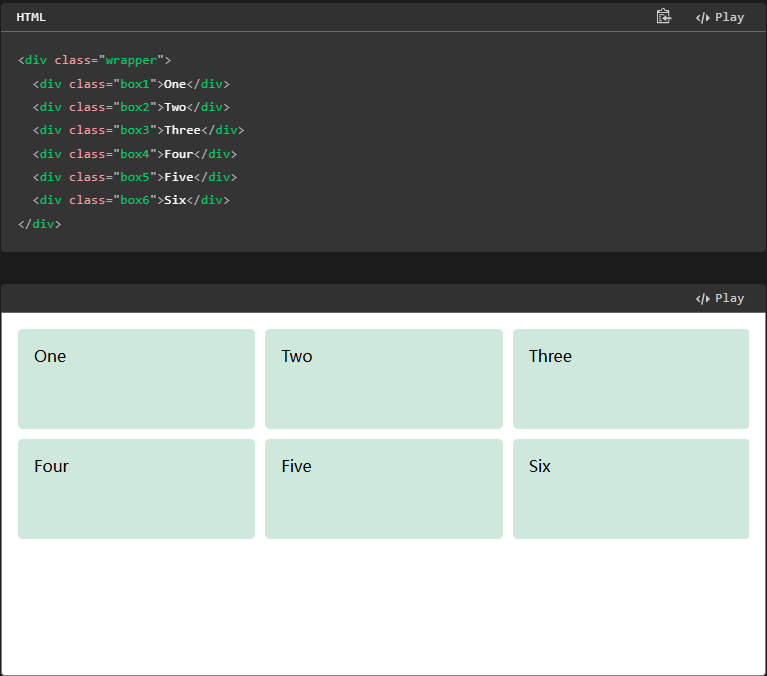 HTML
Play
<div class="wrapper">
  <div class="box1">One</div>
  <div class="box2">Two</div>
  <div class="box3">Three</div>
  <div class="box4">Four</div>
  <div class="box5">Five</div>
  <div class="box6">Six</div>
</div>
Play
One Two Three
Four Five Six